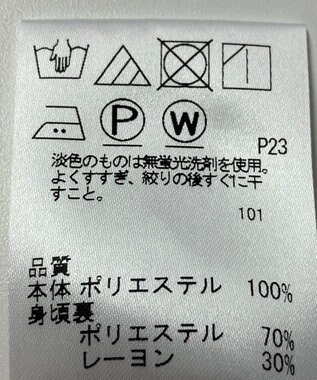 P W
P23
淡色のものは無蛍光洗剤を使用。
よくすすぎ、絞りの後すぐに干
すこと。
101
品質
本体 ポリエステル 100%
身頃裏
ポリエステル 70%
レーヨン 30%